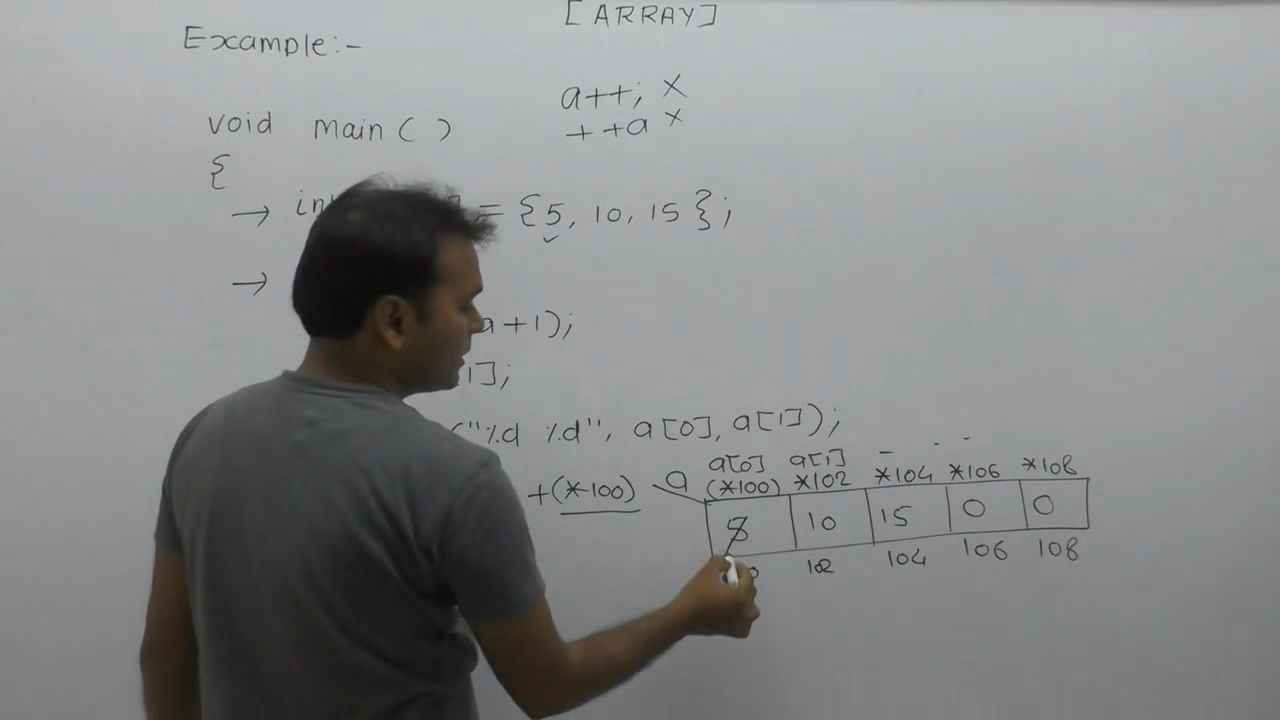 [ARRAY]
Example:-
a++; ×
++a ×
void main( )
{
→ in = {5, 10, 15};
→
a+1);
1];
("%d %d", a[0], a[1]);
a[0] a[1] - - -
+(*100) a (*100) *102 *104 *106 *108
10 15 0 0
102 104 106 108